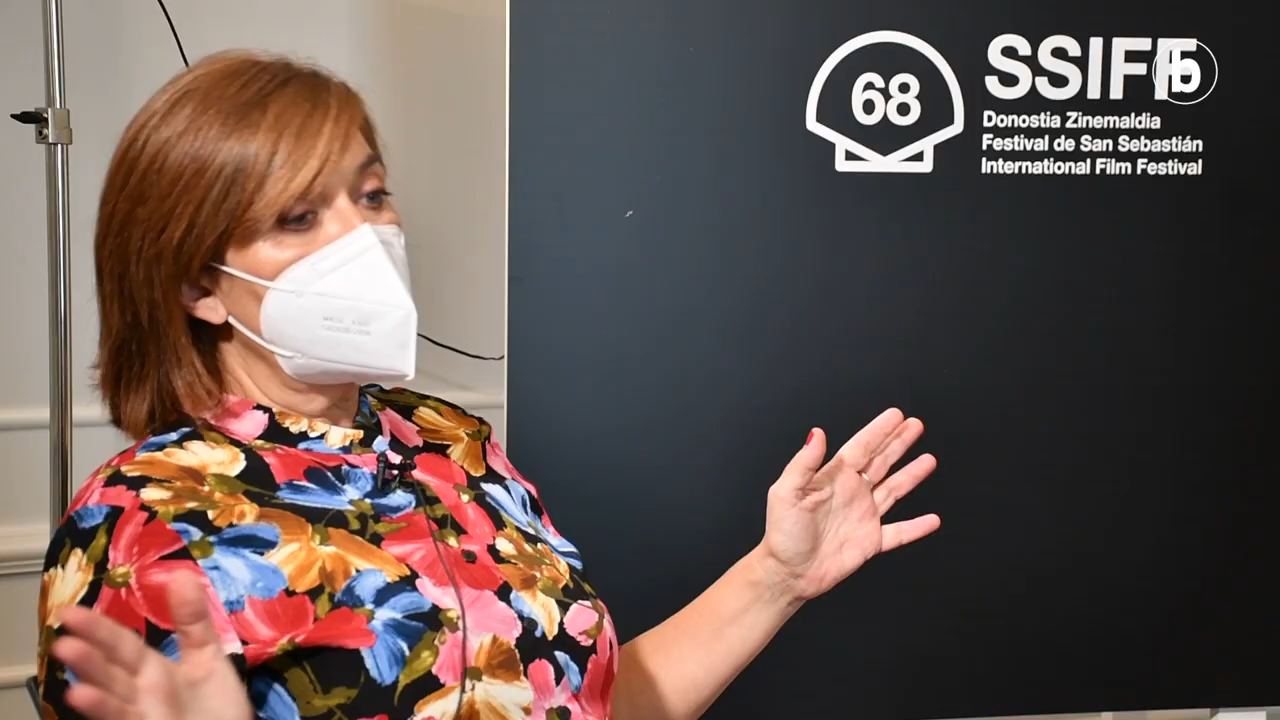 68
SSIFF
b
Donostia Zinemaldia
Festival de San Sebastián
International Film Festival